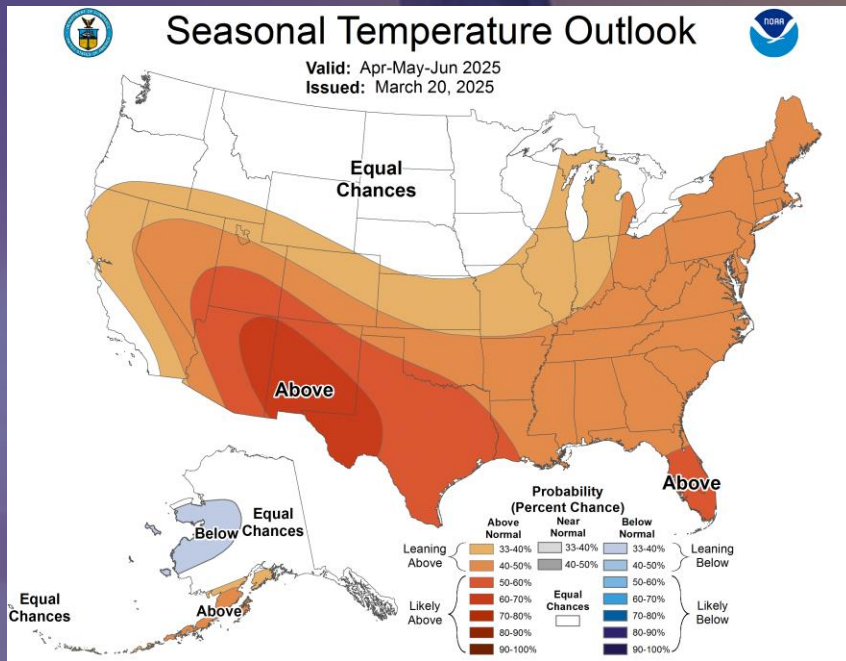 Seasonal Temperature Outlook
NOAA
Valid: Apr-May-Jun 2025
Issued: March 20, 2025
Equal
Chances
Above
Above
Below
Equal
Chances
Above
Equal
Chances
Probability
(Percent Chance)
Above
Normal
Near
Normal
Below
Normal
Leaning
Above
33-40%
40-50%
33-40%
40-50%
33-40%
40-50%
Leaning
Below
Likely
Above
50-60%
60-70%
70-80%
80-90%
90-100%
Equal
Chances
50-60%
60-70%
70-80%
80-90%
90-100%
Likely
Below